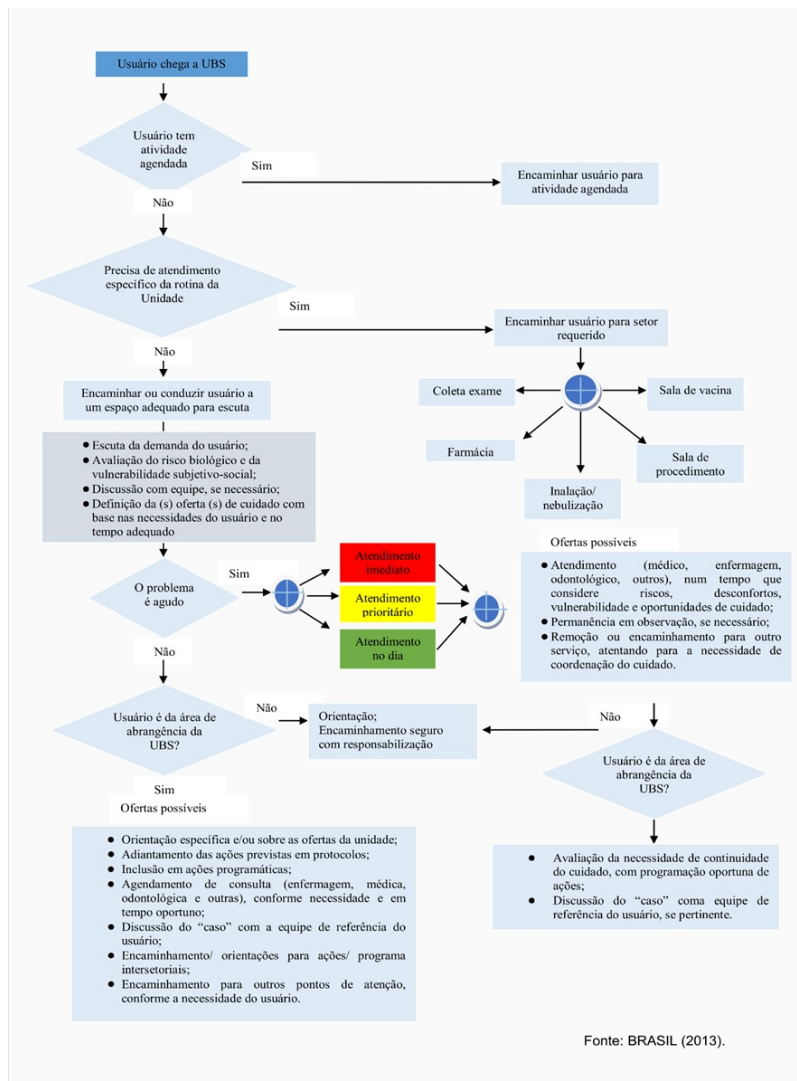 Usuário chega a UBS
Usuário tem
atividade
agendada
Sim
Encaminhar usuário para
atividade agendada
Não
Precisa de atendimento
específico da rotina da
Unidade
Sim
Encaminhar usuário para setor
requerido
Não
Coleta exame
Sala de vacina
Encaminhar ou conduzir usuário a
um espaço adequado para escuta
Farmácia
Sala de
procedimento
Inalação/
nebulização
● Escuta da demanda do usuário;
● Avaliação do risco biológico e da
vulnerabilidade subjetivo-social;
● Discussão com equipe, se necessário;
● Definição da (s) oferta (s) de cuidado com
base nas necessidades do usuário e no
tempo adequado
O problema
é agudo
Sim
Atendimento
imediato
Atendimento
prioritário
Atendimento
no dia
Ofertas possíveis
● Atendimento (médico, enfermagem,
odontológico, outros), num tempo que
considere riscos, desconfortos,
vulnerabilidade e oportunidades de cuidado;
● Permanência em observação, se necessário;
● Remoção ou encaminhamento para outro
serviço, atentando para a necessidade de
coordenação do cuidado.
Não
Usuário é da área de
abrangência da
UBS?
Não
Orientação;
Encaminhamento seguro
com responsabilização
Não
Usuário é da área de
abrangência da
UBS?
Sim
Ofertas possíveis
● Orientação específica e/ou sobre as ofertas da unidade;
● Adiantamento das ações previstas em protocolos;
● Inclusão em ações programáticas;
● Agendamento de consulta (enfermagem, médica,
odontológica e outras), conforme necessidade e em
tempo oportuno;
● Discussão do “caso” com a equipe de referência do
usuário;
● Encaminhamento/ orientações para ações/ programa
intersetoriais;
● Encaminhamento para outros pontos de atenção,
conforme a necessidade do usuário.
● Avaliação da necessidade de continuidade
do cuidado, com programação oportuna de
ações;
● Discussão do “caso” coma equipe de
referência do usuário, se pertinente.
Fonte: BRASIL (2013).